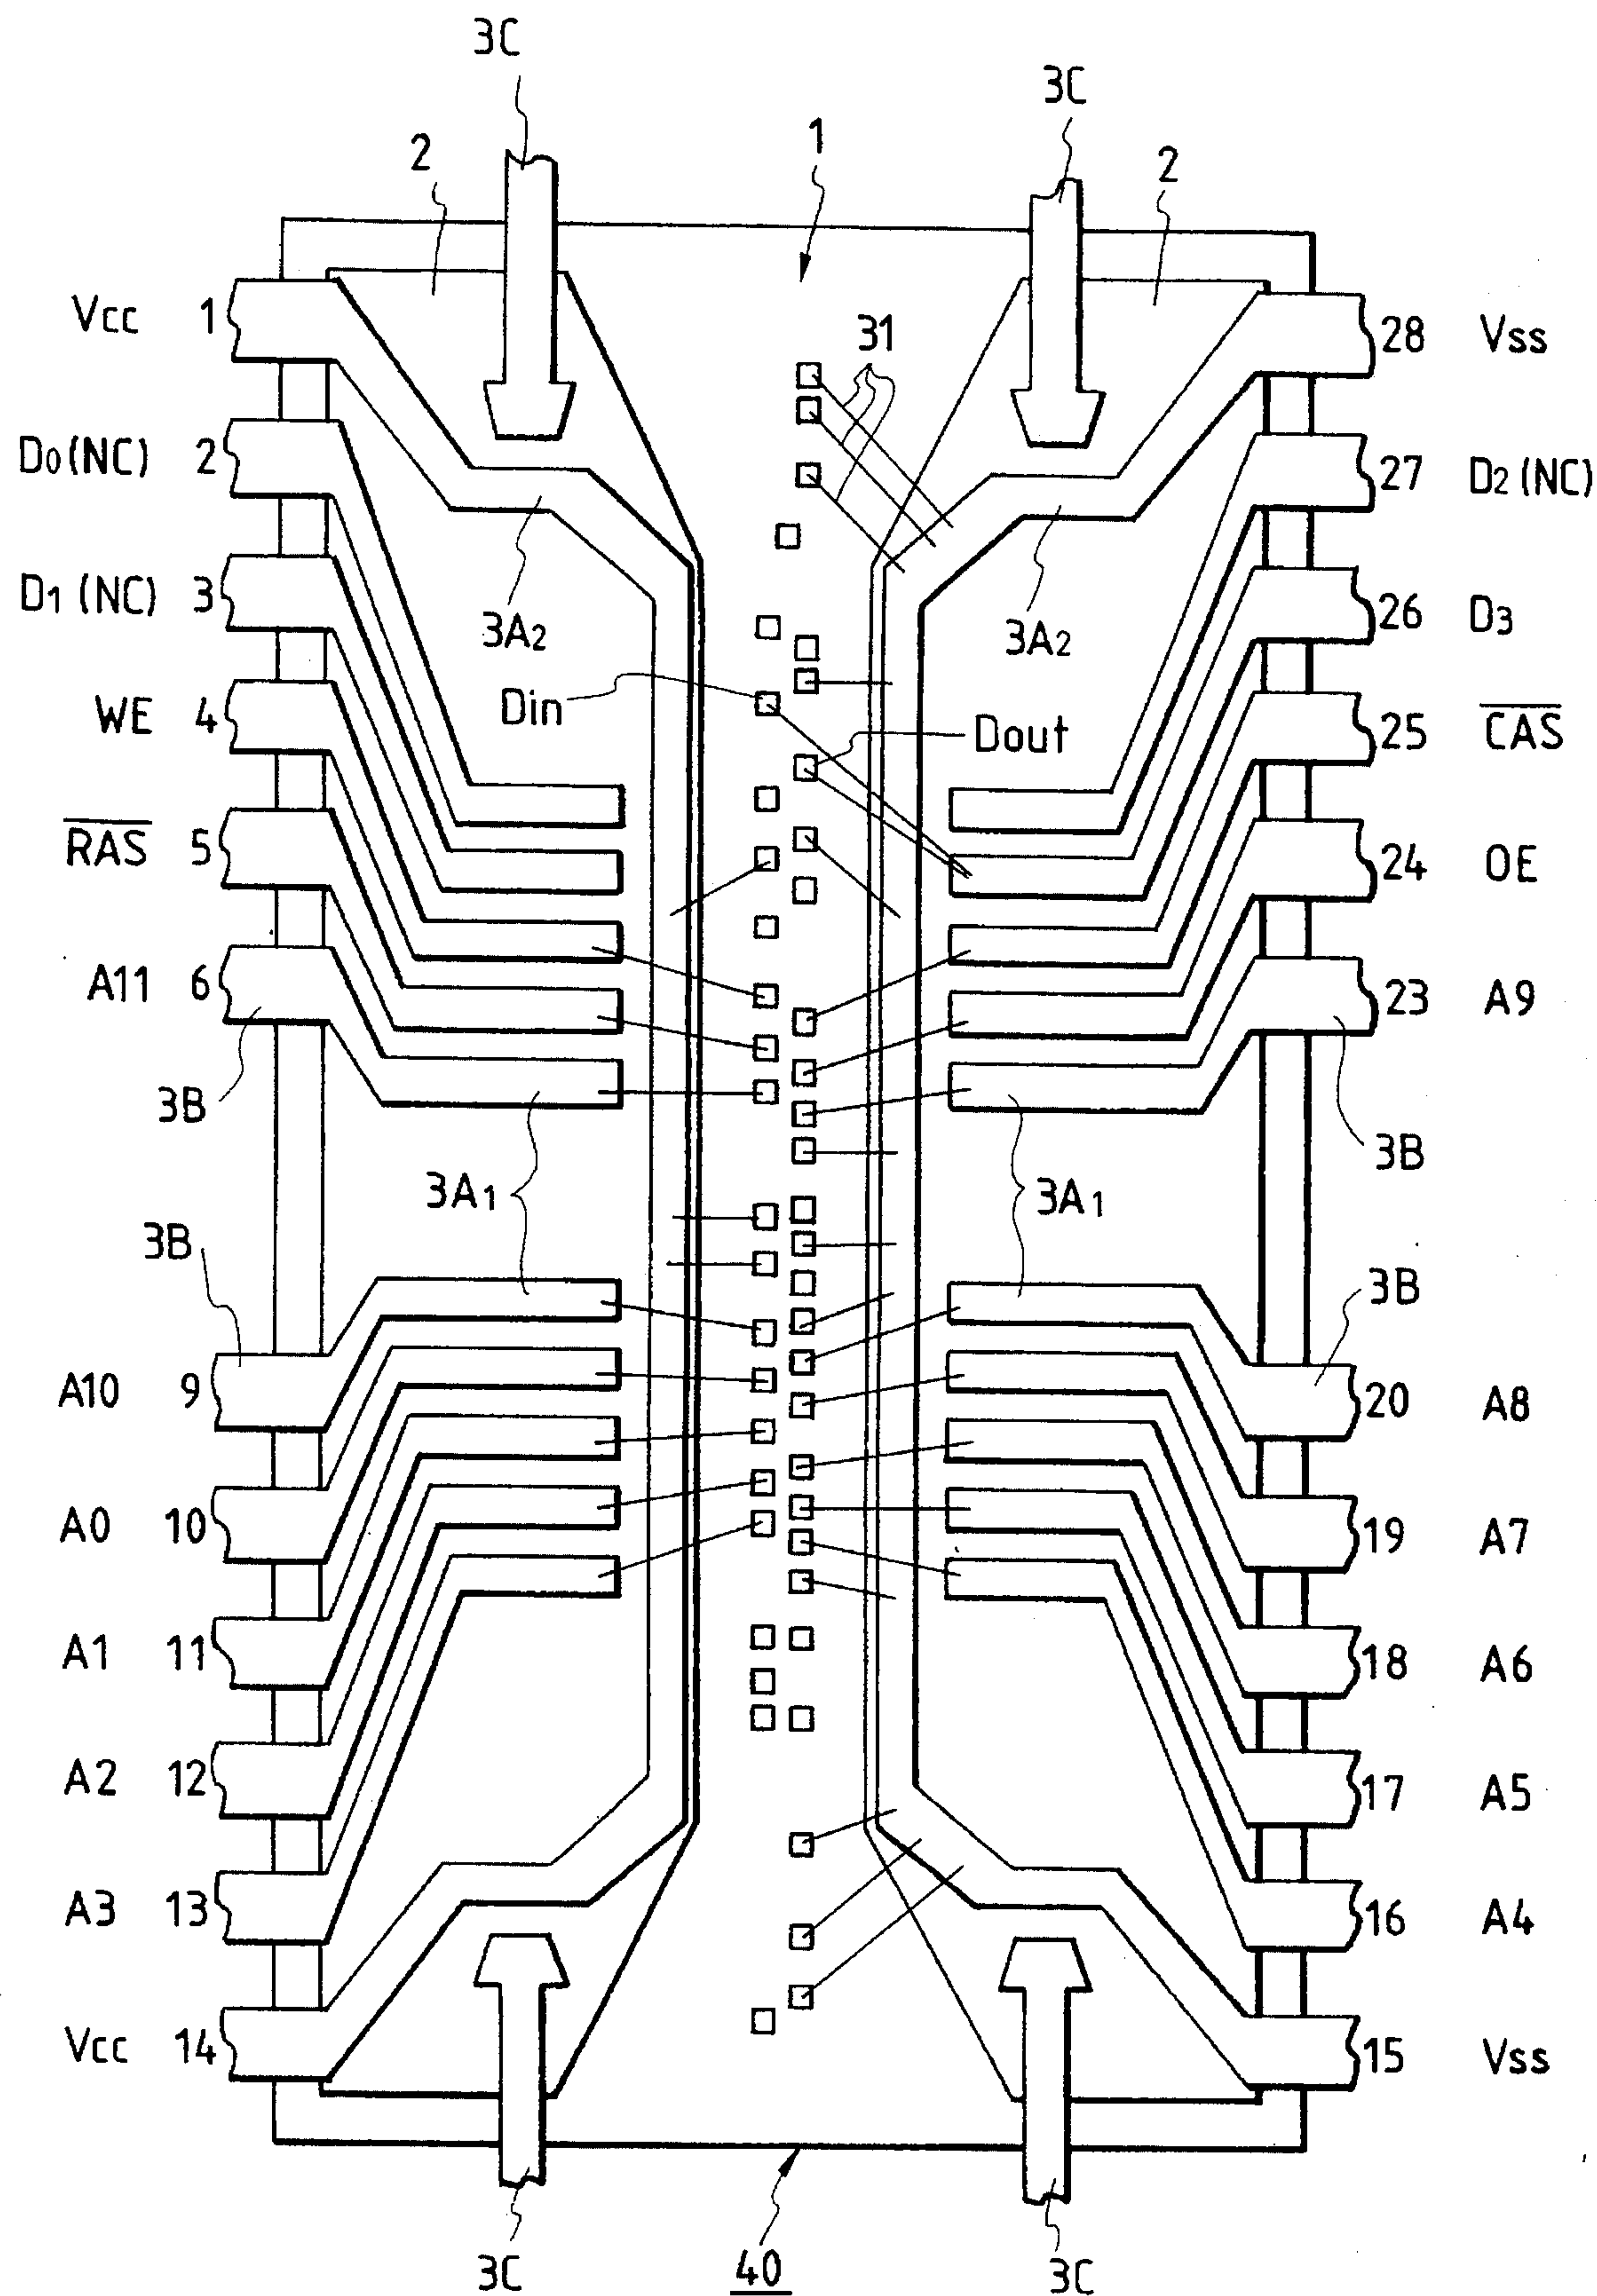 3C
3C
1
2
2
31
Vcc 1
28 Vss
D0(NC) 2
27 D2(NC)
D1(NC) 3
26 D3
3A2
3A2
WE 4
Din
Dout
25 C̅A̅S̅
R̅A̅S̅ 5
24 OE
A11 6
23 A9
3B
3B
3A1
3A1
3B
3B
A10 9
20 A8
A0 10
19 A7
A1 11
18 A6
A2 12
17 A5
A3 13
16 A4
Vcc 14
15 Vss
3C
40
3C